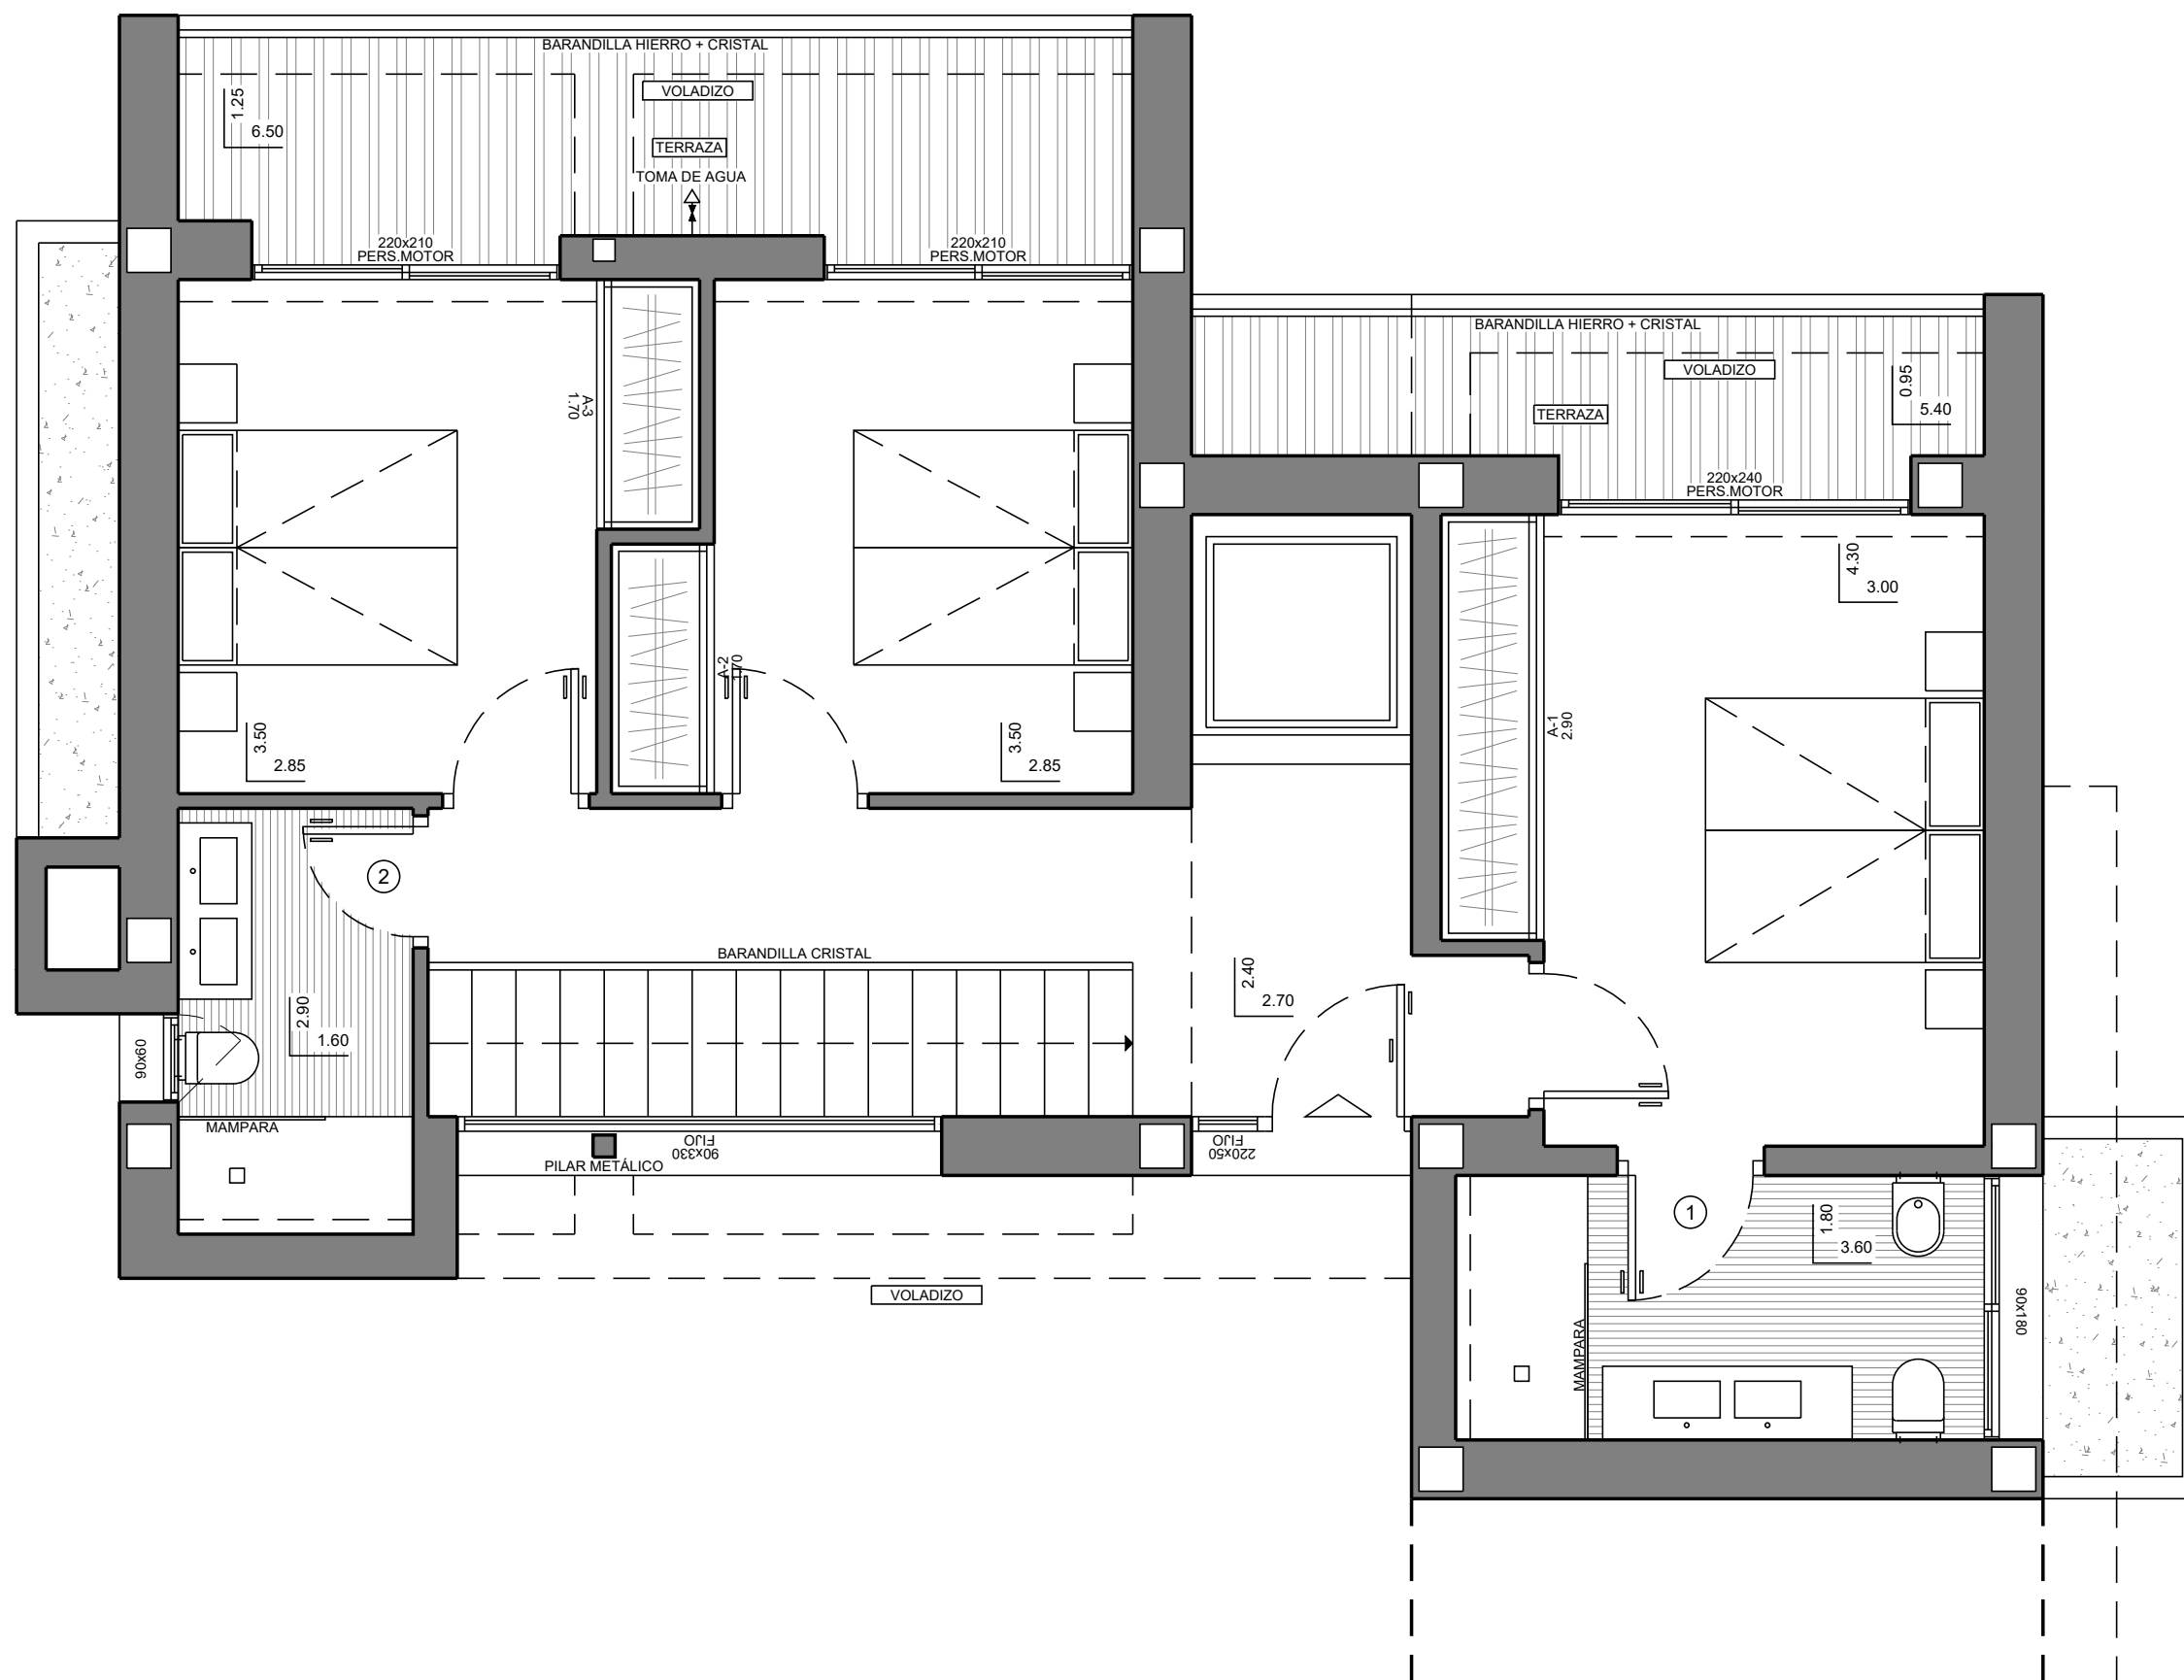 BARANDILLA HIERRO + CRISTAL
VOLADIZO
1.25
6.50
TERRAZA
TOMA DE AGUA
220x210
PERS.MOTOR
220x210
PERS.MOTOR
BARANDILLA HIERRO + CRISTAL
VOLADIZO
0.95
5.40
TERRAZA
220x240
PERS.MOTOR
A-3
1.70
4.30
3.00
A-2
1.70
A-1
2.90
3.50
2.85
3.50
2.85
2
BARANDILLA CRISTAL
2.40
2.70
2.90
1.60
90x60
MAMPARA
90x330
FIJO
220x50
FIJO
PILAR METÁLICO
1
1.80
3.60
VOLADIZO
MAMPARA
90x180